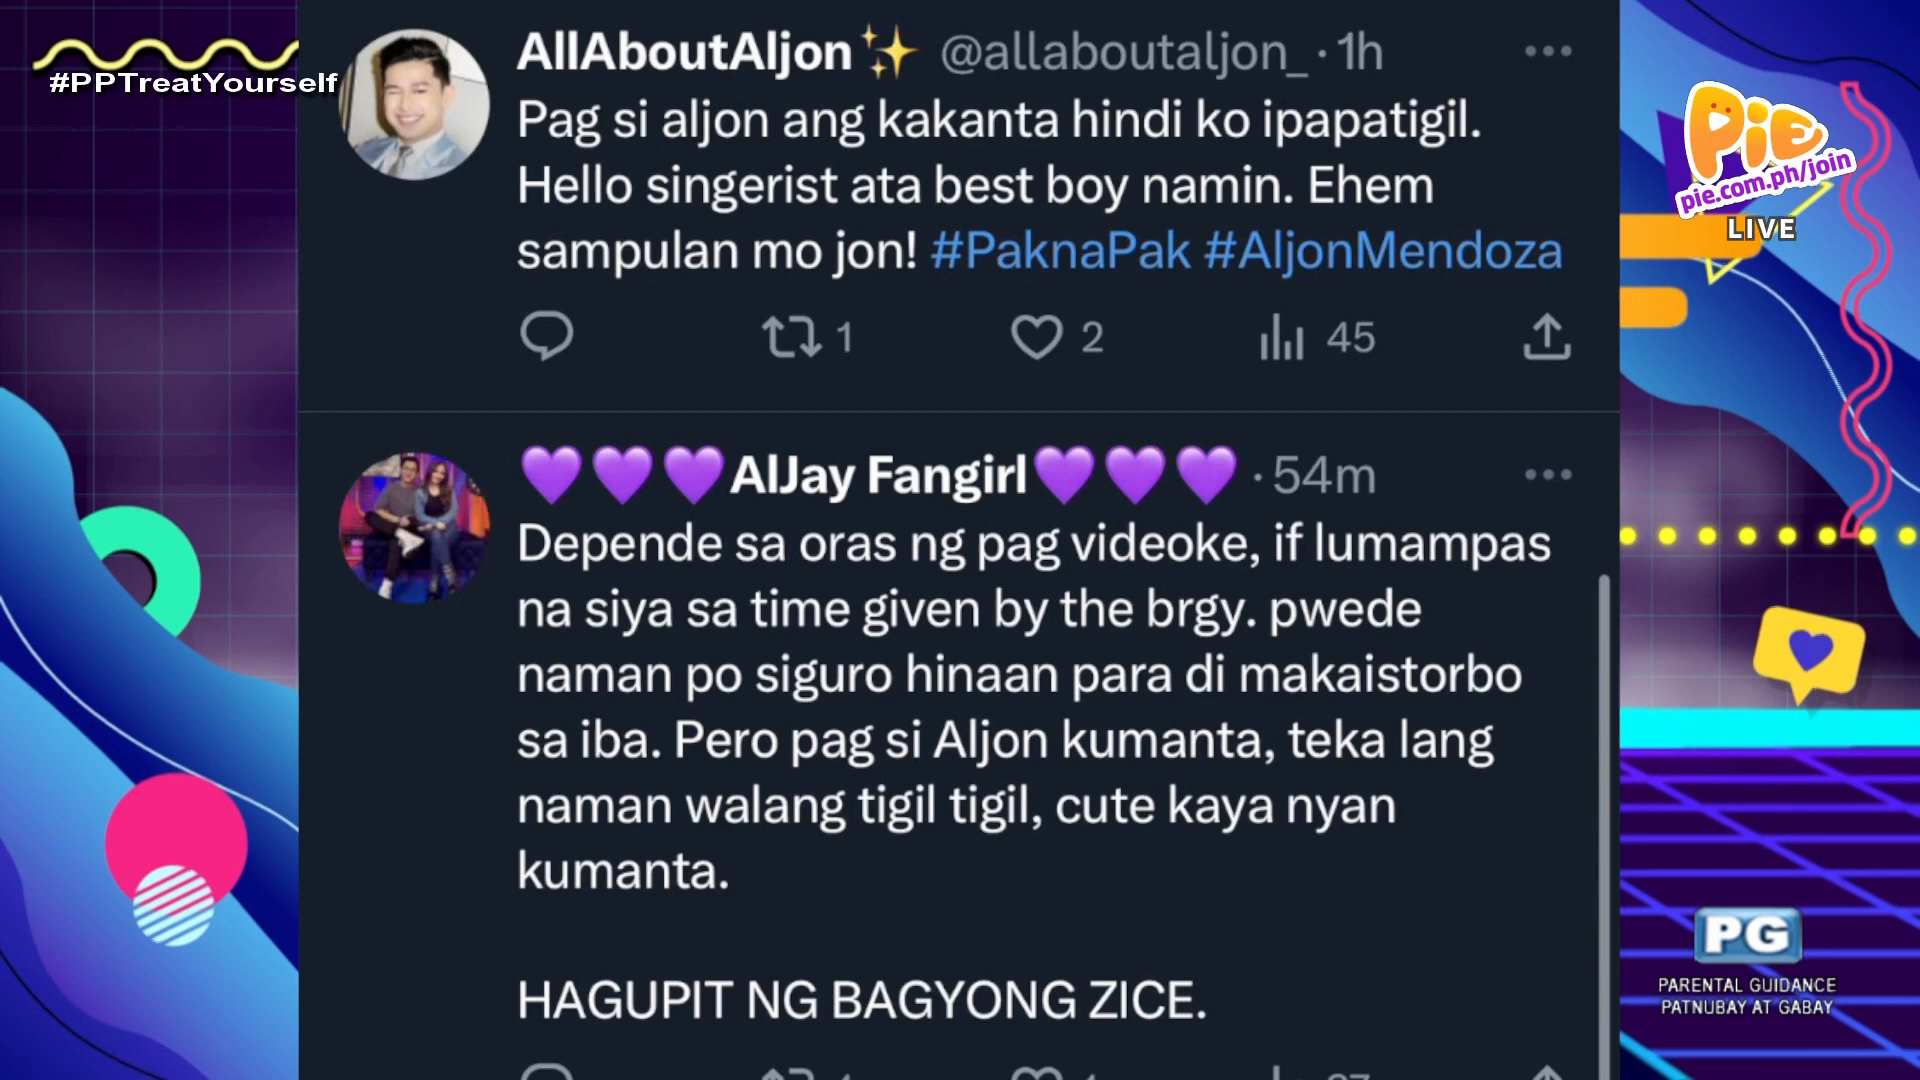 #PPTreatYourself
AllAboutAljon✨ @allaboutaljon_ · 1h
Pag si aljon ang kakanta hindi ko ipapatigil.
Hello singerist ata best boy namin. Ehem
sampulan mo jon! #PaknaPak #AljonMendoza
1 2 45
💜💜💜AlJay Fangirl💜💜💜 · 54m
Depende sa oras ng pag videoke, if lumampas
na siya sa time given by the brgy. pwede
naman po siguro hinaan para di makaistorbo
sa iba. Pero pag si Aljon kumanta, teka lang
naman walang tigil tigil, cute kaya nyan
kumanta.
HAGUPIT NG BAGYONG ZICE.
PiE
pie.com.ph/join
LIVE
PG
PARENTAL GUIDANCE
PATNUBAY AT GABAY